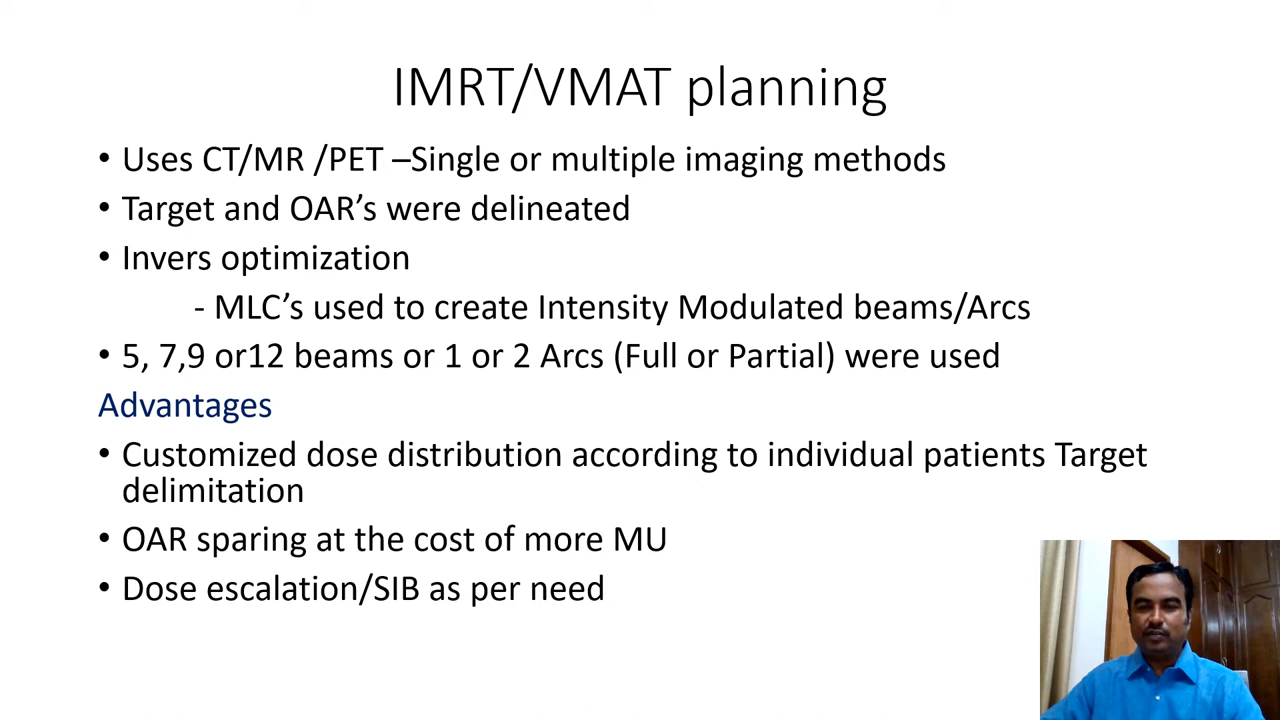 IMRT/VMAT planning
• Uses CT/MR /PET –Single or multiple imaging methods
• Target and OAR’s were delineated
• Invers optimization
- MLC’s used to create Intensity Modulated beams/Arcs
• 5, 7,9 or12 beams or 1 or 2 Arcs (Full or Partial) were used
Advantages
• Customized dose distribution according to individual patients Target
delimitation
• OAR sparing at the cost of more MU
• Dose escalation/SIB as per need